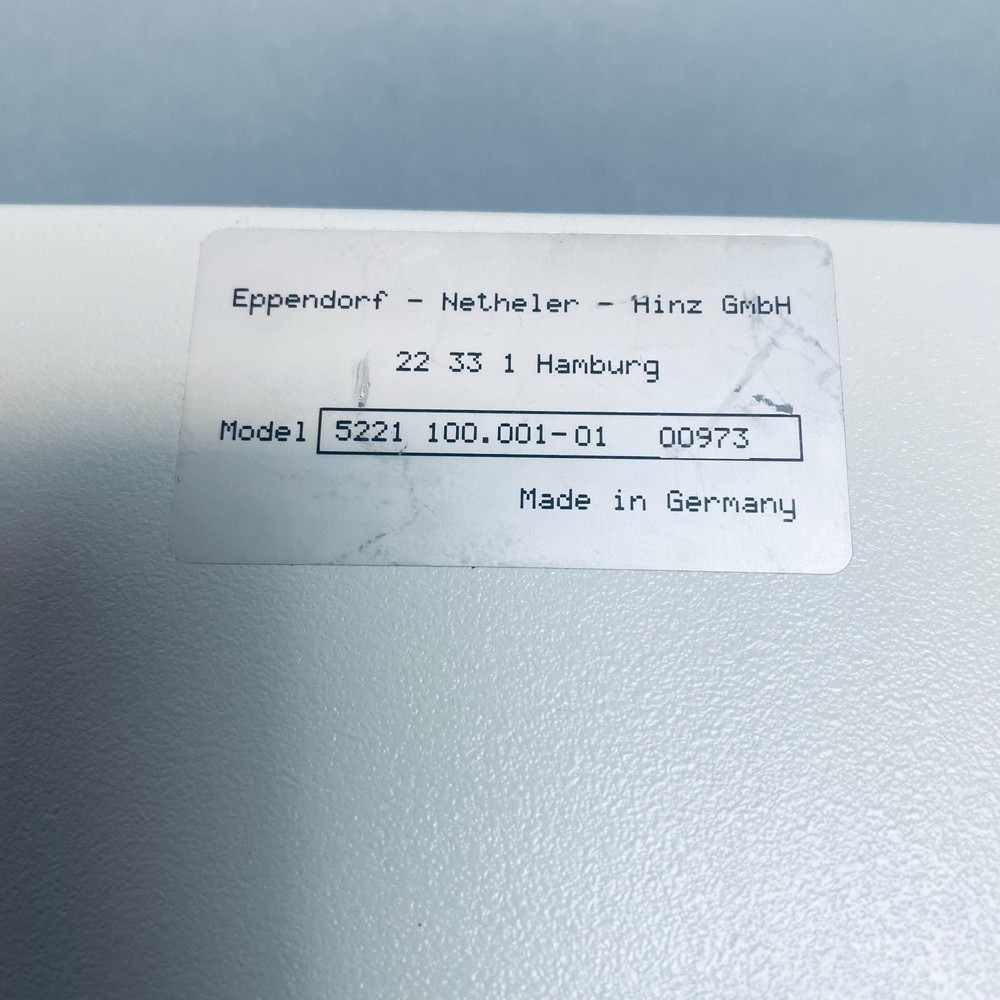 Eppendorf - Netheler - Hinz GmbH
22 33 1 Hamburg
Model 5221 100.001-01 00973
Made in Germany